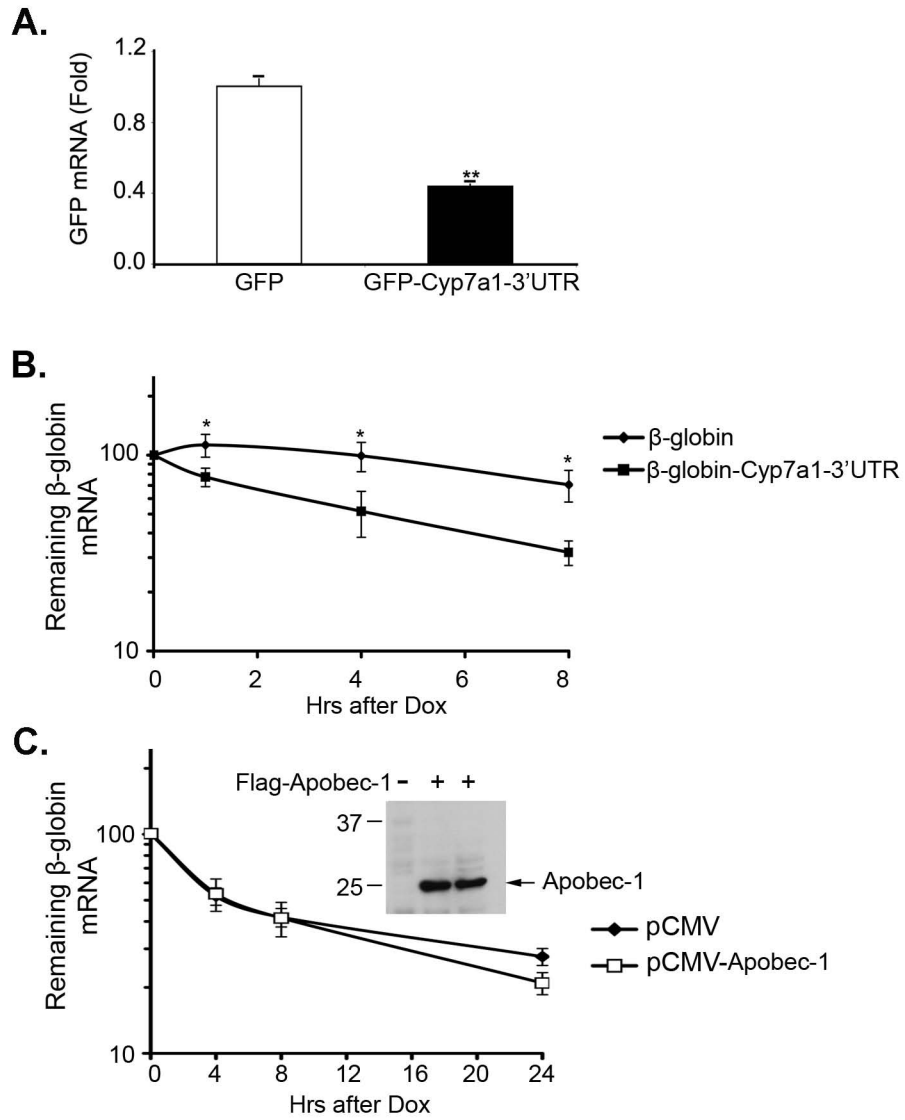 A.
GFP mRNA (Fold)
1.2
0.8
0.4
0.0
**
GFP
GFP-Cyp7a1-3'UTR
B.
Remaining β-globin
mRNA
100
10
*
*
*
β-globin
β-globin-Cyp7a1-3'UTR
0
2
4
6
8
Hrs after Dox
C.
Remaining β-globin
mRNA
100
10
Flag-Apobec-1 - + +
37
25
Apobec-1
pCMV
pCMV-Apobec-1
0
4
8
12
16
20
24
Hrs after Dox